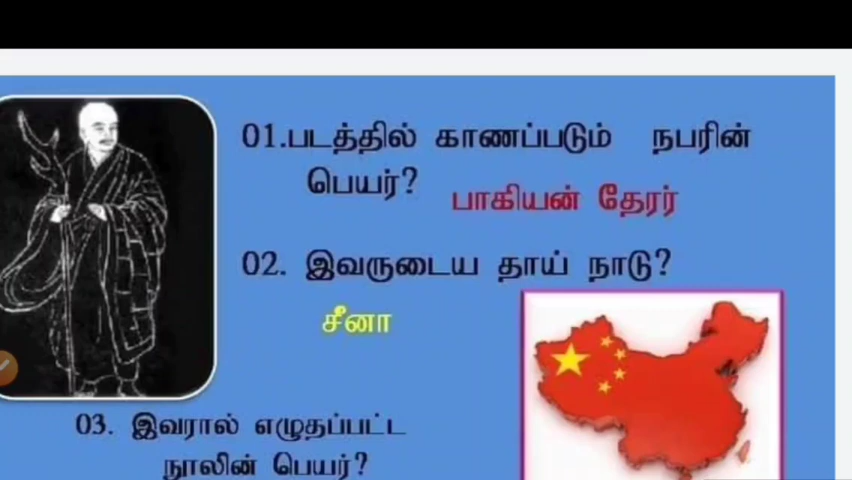 01.படத்தில் காணப்படும் நபரின்
பெயர்?
பாகியன் தேரர்
02. இவருடைய தாய் நாடு?
சீனா
03. இவரால் எழுதப்பட்ட
நூலின் பெயர்?